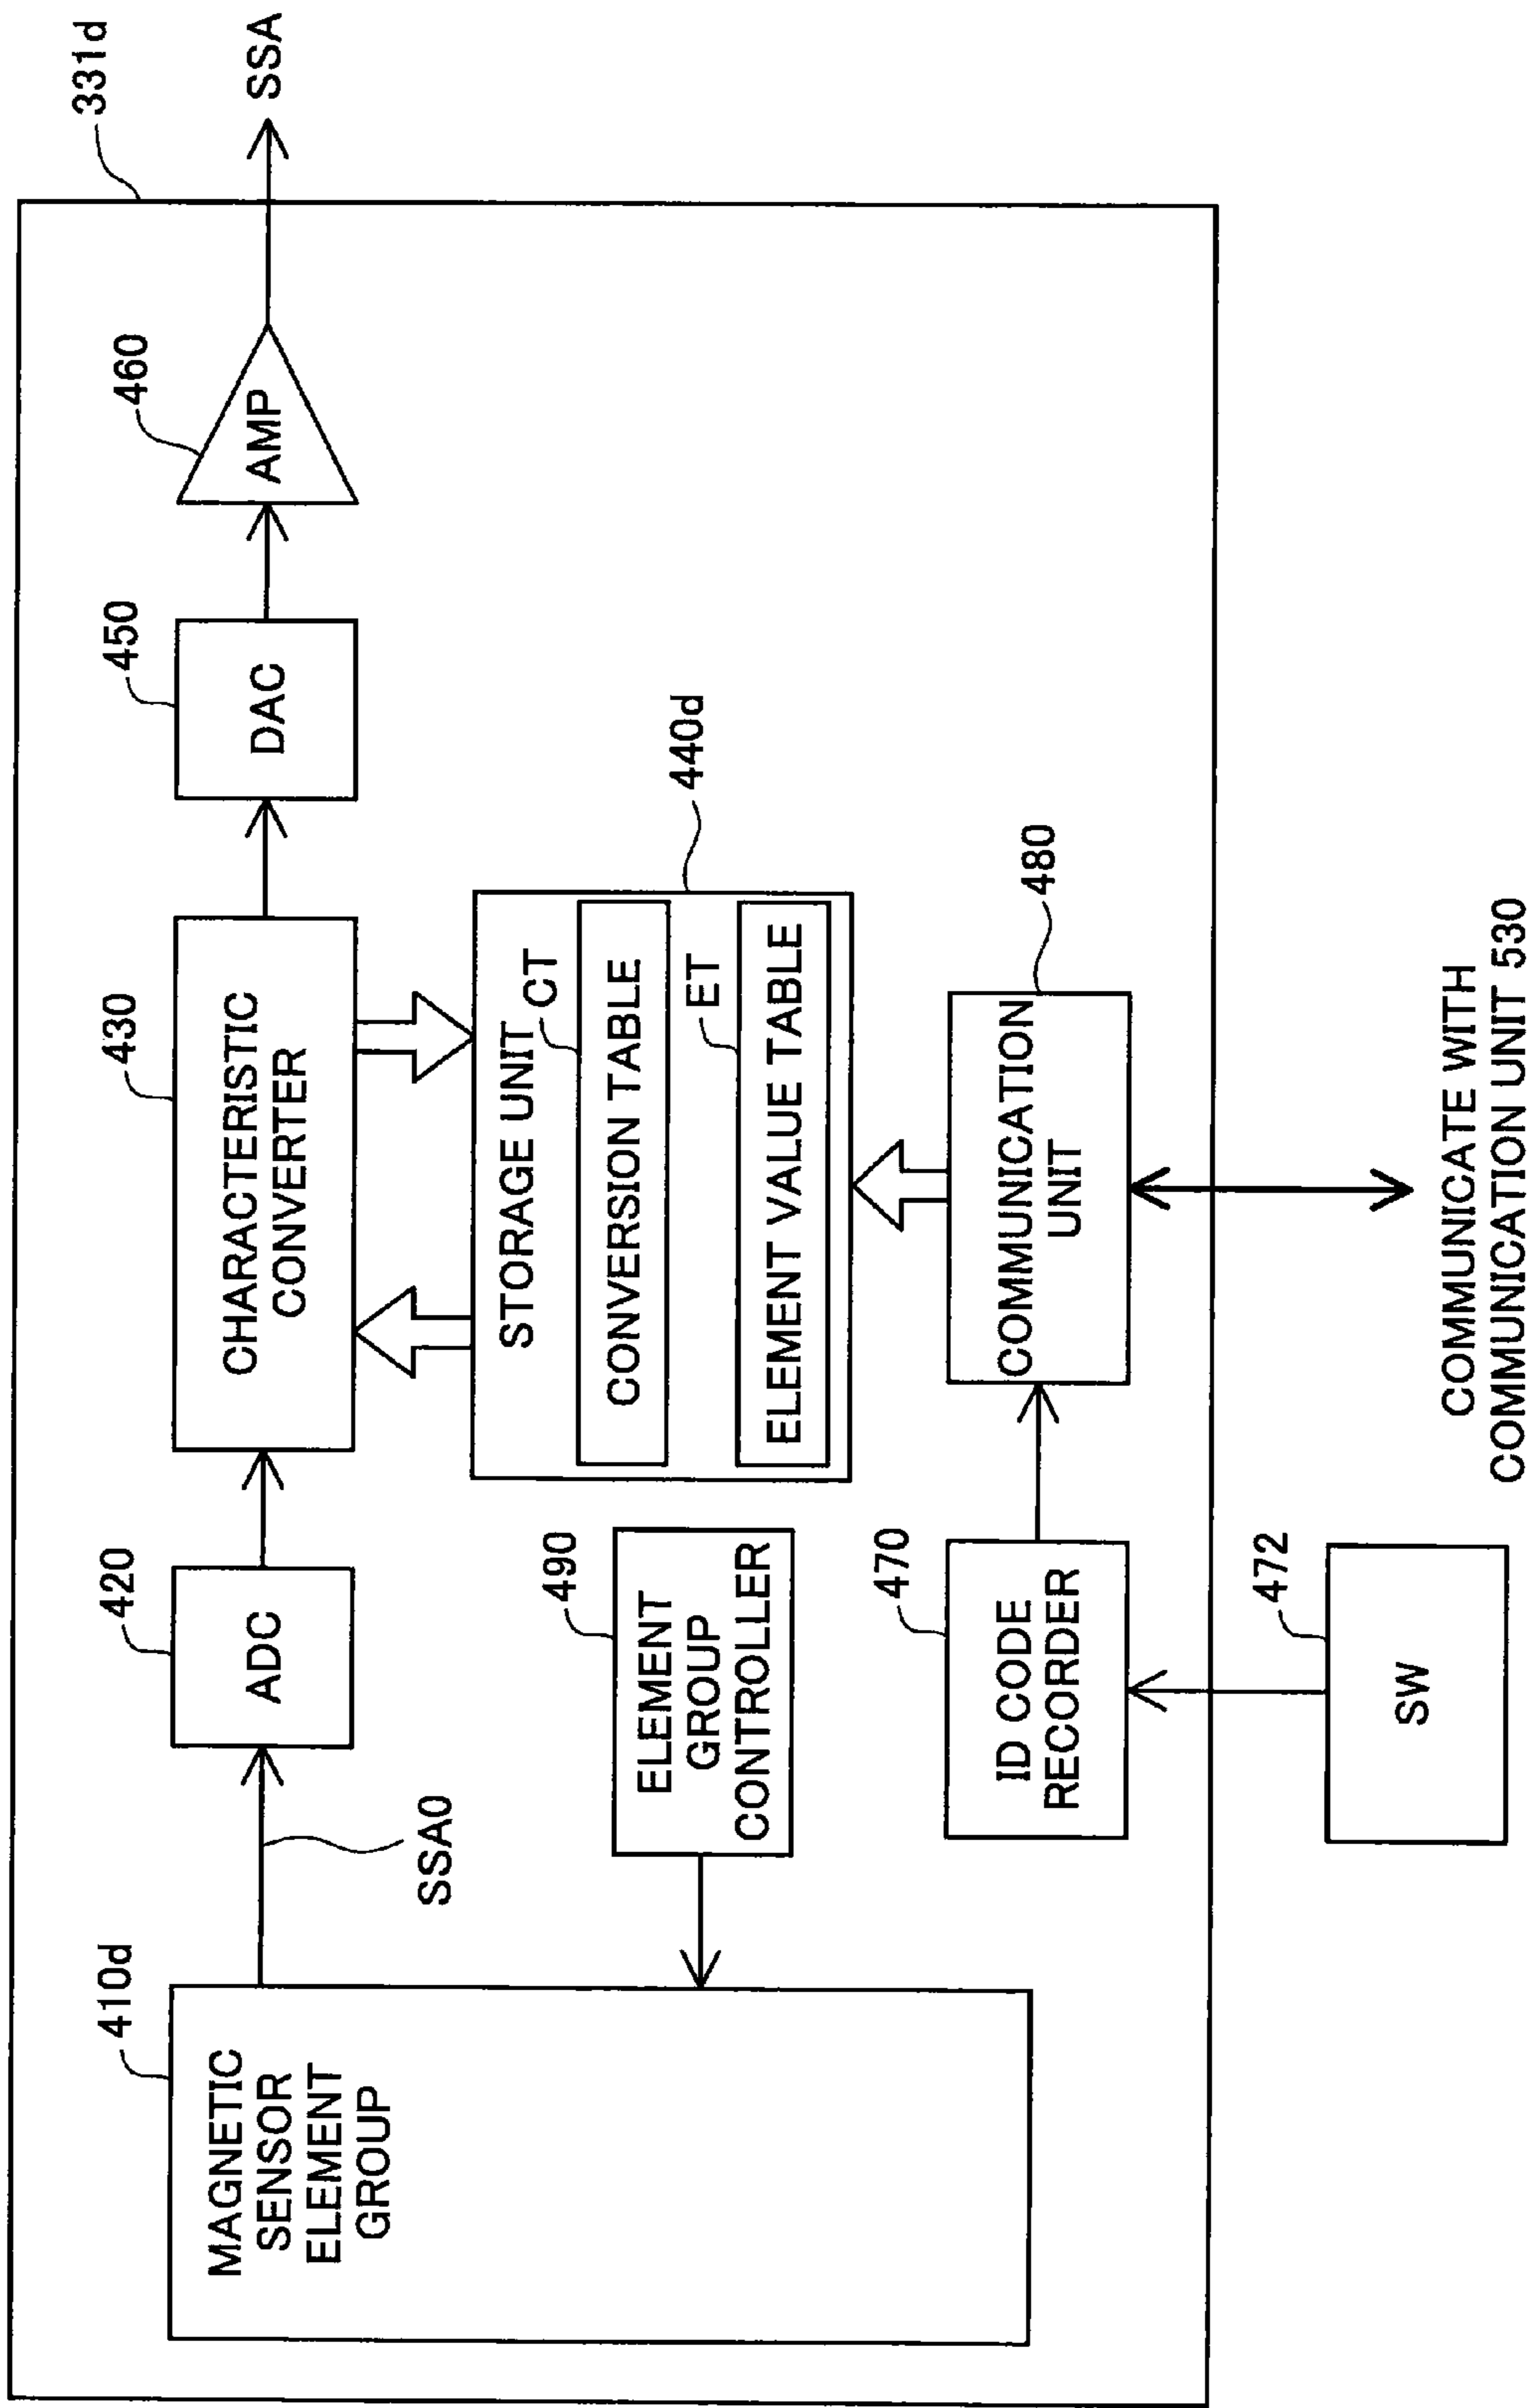 331d
410d
MAGNETIC
SENSOR
ELEMENT
GROUP
SSA0
420
ADC
430
CHARACTERISTIC
CONVERTER
450
DAC
460
AMP
SSA
490
ELEMENT
GROUP
CONTROLLER
440d
STORAGE UNIT
CT
CONVERSION TABLE
ET
ELEMENT VALUE TABLE
470
ID CODE
RECORDER
480
COMMUNICATION
UNIT
472
SW
COMMUNICATE WITH
COMMUNICATION UNIT 530